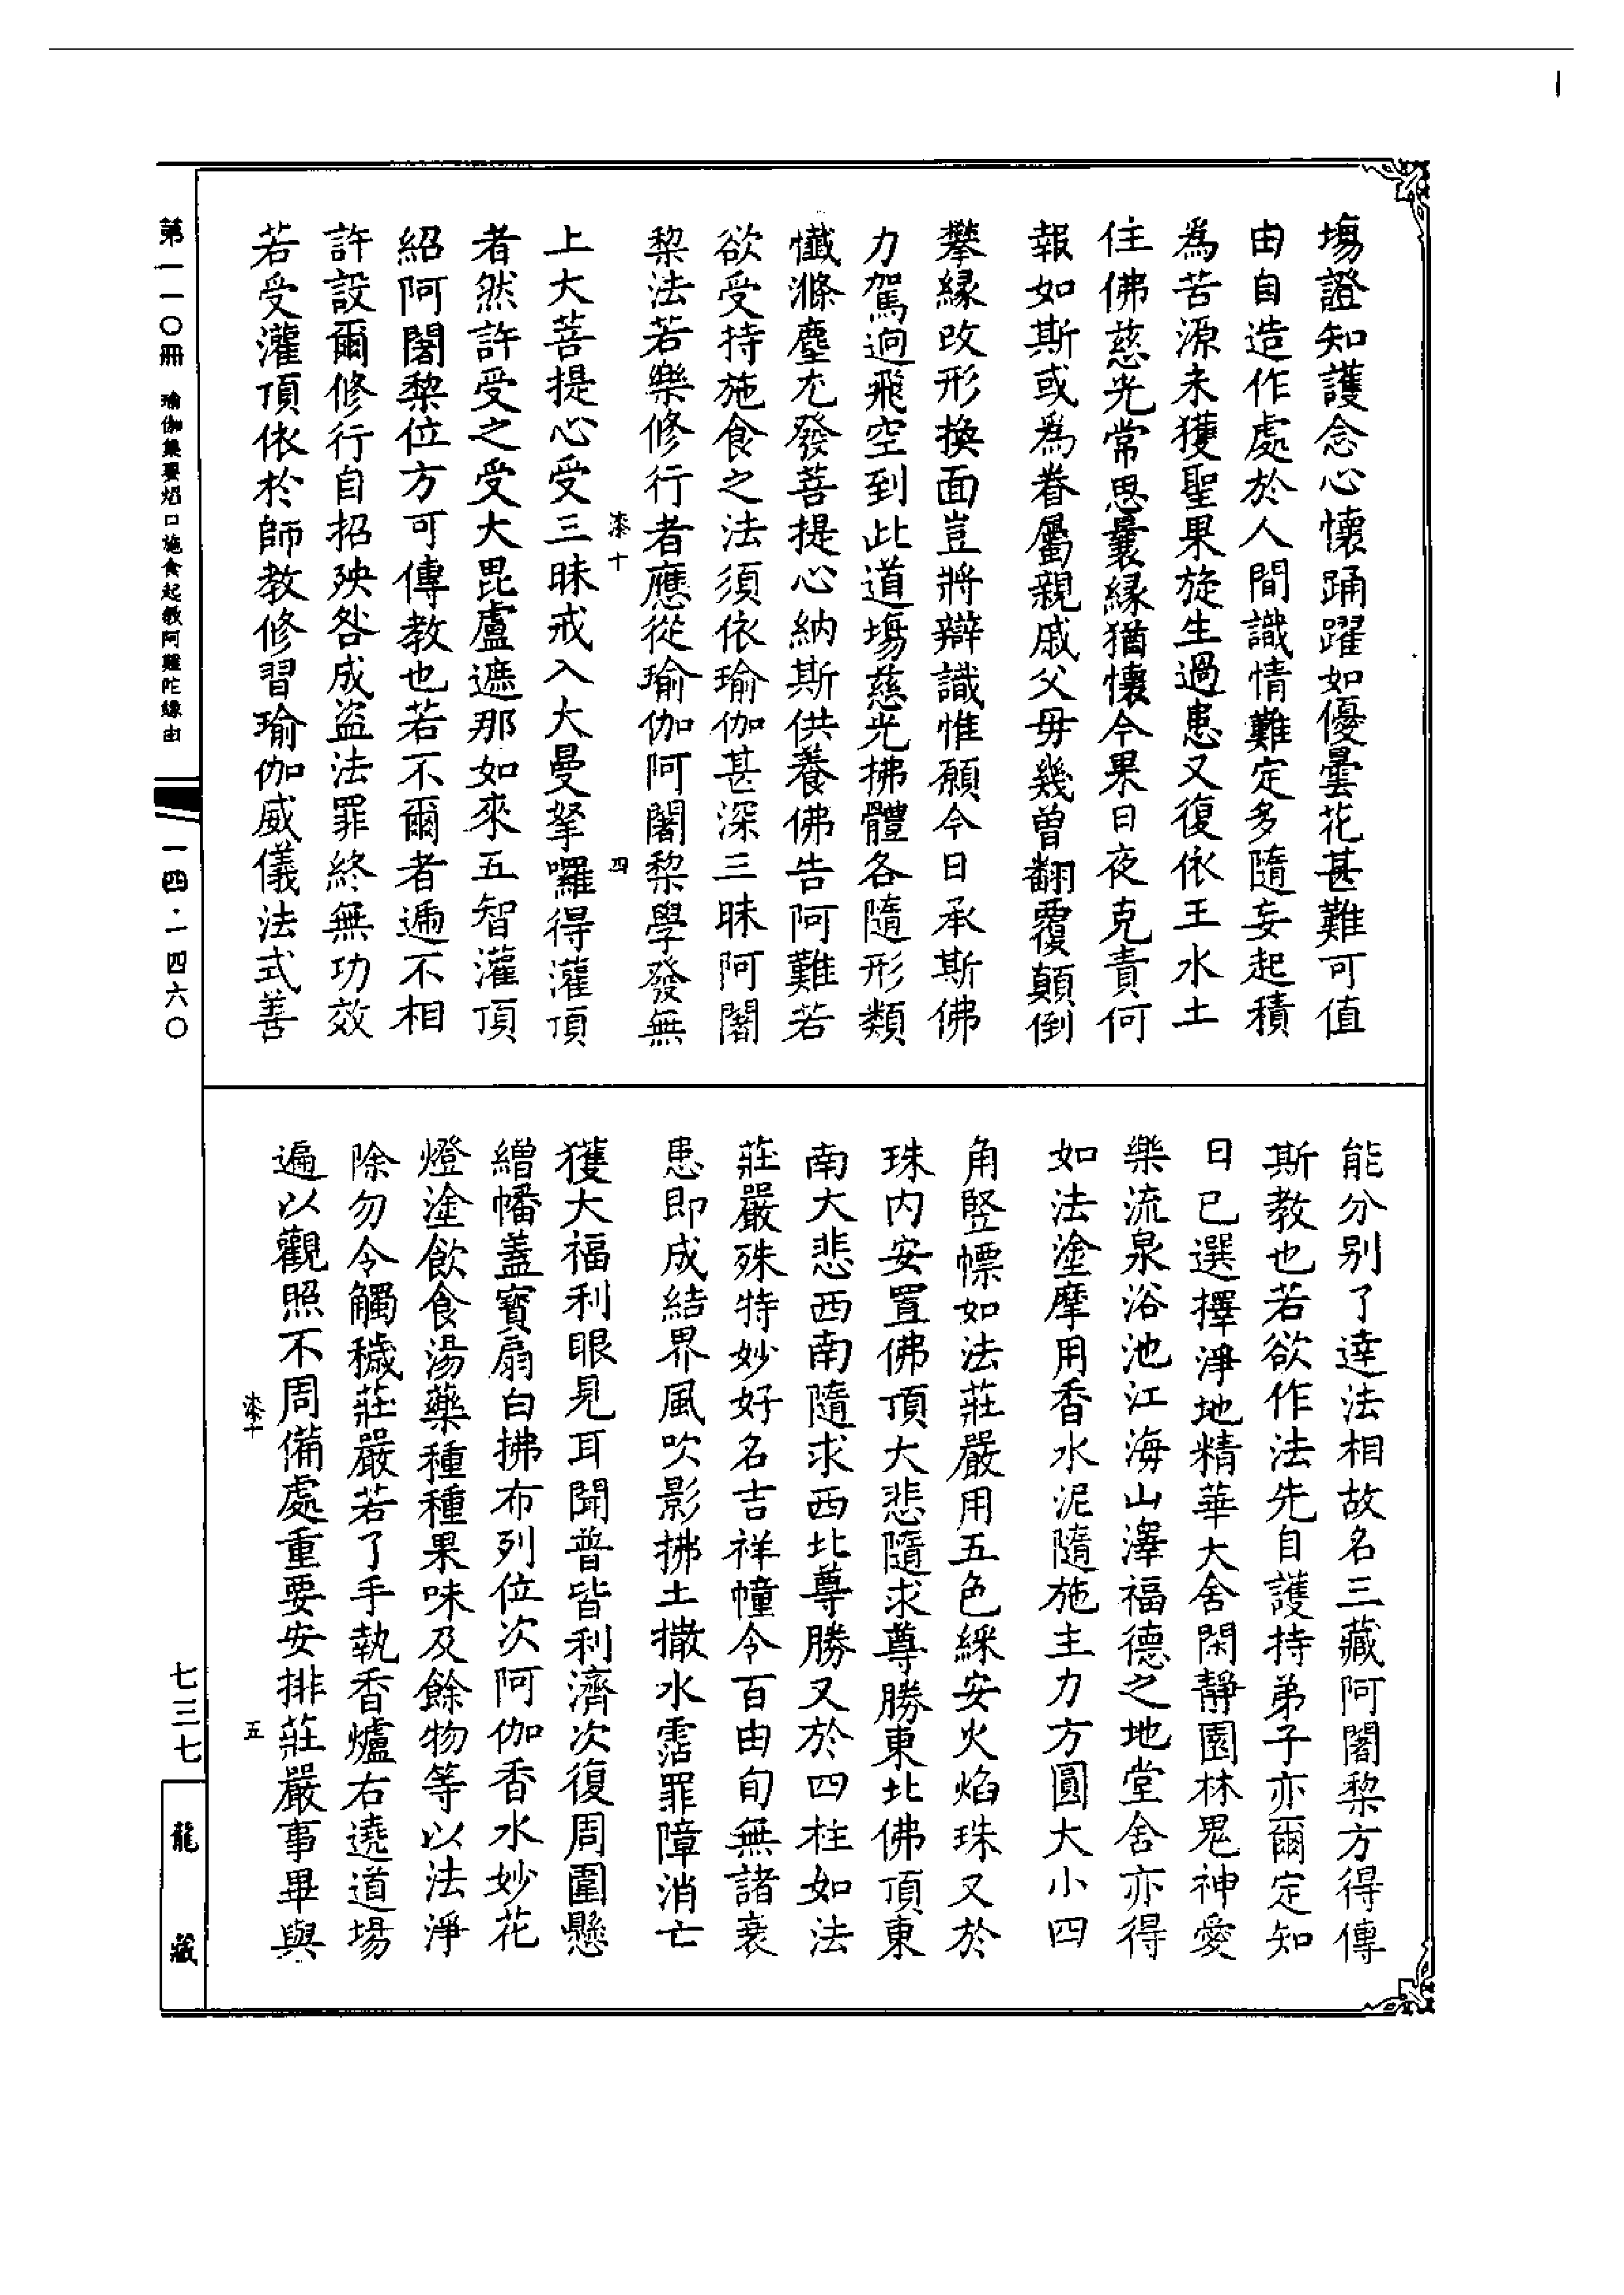 塲證知護念心懷踊躍如優曇花甚難可值
由自造作處於人間識情難定多隨妄起積
為苦源未獲聖果旋生過患又復依王水土
住佛慈光常思曩緣猶懷今果日夜克責何
報如斯或為眷屬親戚父毋幾曾翻覆顛倒
攀緣改形換面豈將辯識惟願今日承斯佛
力駕逈飛空到此道塲慈光拂體各隨形類
懺滌塵尢發菩提心納斯供養佛告阿難若
欲受持施食之法須依瑜伽甚深三昧阿闍
棃法若樂修行者應從瑜伽阿闍棃學發無
漆十 四
上大菩提心受三昧戒入大曼拏囉得灌頂
者然許受之受大毘盧遮那如來五智灌頂
紹阿闍棃位方可傳教也若不爾者遞不相
許設爾修行自招殃咎成盜法罪終無功效
若受灌頂依於師教修習瑜伽威儀法式善
能分别了達法相故名三藏阿闍棃方得傳
斯教也若欲作法先自護持弟子亦爾定知
日已選擇淨地精華大舍閑靜園林鬼神愛
樂流泉浴池江海山澤福德之地堂舍亦得
如法塗摩用香水泥隨施主力方圓大小四
角竪幖如法莊嚴用五色綵安火焰珠又於
珠内安置佛頂大悲隨求尊勝東北佛頂東
南大悲西南隨求西北尊勝又於四柱如法
莊嚴殊特妙好名吉祥幢令百由旬無諸衰
患即成結界風吹影拂土撒水霑罪障消亡
獲大福利眼見耳聞普皆利濟次復周圍懸
繒幡蓋寶扇白拂布列位次阿伽香水妙花
燈塗飲食湯藥種種果味及餘物等以法淨
除勿令觸穢莊嚴若了手執香爐右遶道場
遍以觀照不周備處重要安排莊嚴事畢與
漆十 五
第一一〇冊 瑜伽集要焰口施食起教阿難陀緣由
一四·一四六〇
七三七
龍藏